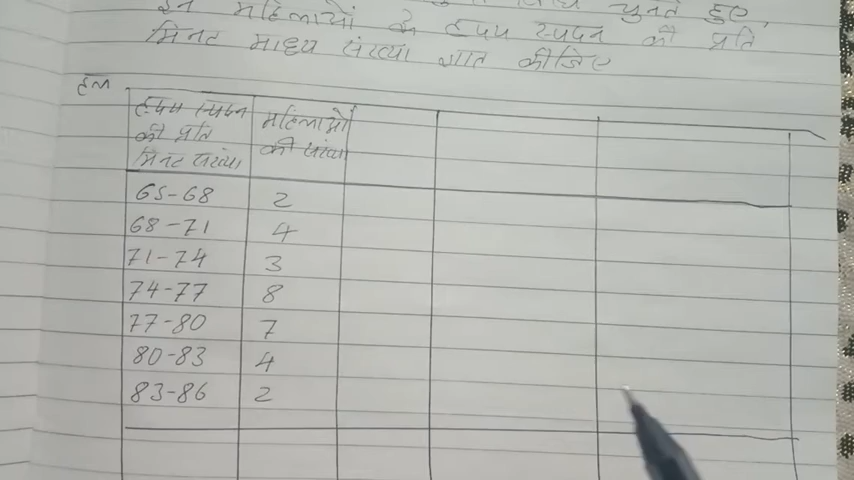 इन महिलाओं के हृदय स्पंदन की प्रति
मिनट माध्य संख्या ज्ञात कीजिए
हल
हृदय स्पंदन
की प्रति
मिनट संख्या
महिलाओं
की संख्या
65-68 2
68-71 4
71-74 3
74-77 8
77-80 7
80-83 4
83-86 2